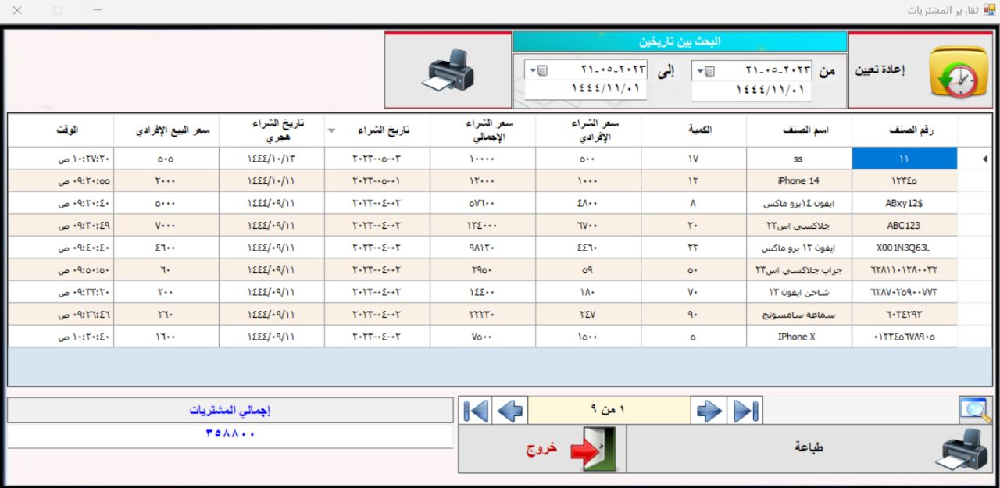 تقارير المشتريات
إعادة تعيين
البحث بين تاريخين
من ٢١-٠٥-٢٠٢٣ إلى ٢١-٠٥-٢٠٢٣
١٤٤٤/١١/٠١ ١٤٤٤/١١/٠١
رقم الصنف اسم الصنف الكمية سعر الشراء الإفرادي سعر الشراء الإجمالي تاريخ الشراء تاريخ الشراء هجري سعر البيع الإفرادي الوقت
١١ ss ١٧ ٥٠٠ ١٠٠٠٠ ٢٠٢٣-٠٥-٠٣ ١٤٤٤/١٠/١٣ ٥٠٥ ١٠:٢٧:٢٠ ص
١٢٣٤٥ iPhone 14 ١٢ ١٠٠٠ ١٢٠٠٠ ٢٠٢٣-٠٥-٠١ ١٤٤٤/١٠/١١ ٢٠٠٠ ٠٩:٢٠:٥٥ ص
ABxy12$ ايفون ١٤برو ماكس ٨ ٤٨٠٠ ٥٧٦٠٠ ٢٠٢٣-٠٤-٠٢ ١٤٤٤/٠٩/١١ ٥٠٠٠ ٠٩:٢٠:٤٠ ص
ABC123 جلاكسي اس٢٣ ٢٠ ٦٧٠٠ ١٣٤٠٠٠ ٢٠٢٣-٠٤-٠٢ ١٤٤٤/٠٩/١١ ٧٠٠٠ ٠٩:٣٠:٤٩ ص
X001N3Q63L ايفون ١٢ برو ماكس ٢٢ ٤٤٦٠ ٩٨١٢٠ ٢٠٢٣-٠٤-٠٢ ١٤٤٤/٠٩/١١ ٤٦٠٠ ٠٩:٤٠:٤٠ ص
٦٢٨١١٠١٢٨٠٠٣٢ جراب جلاكسي اس٢٣ ٥٠ ٥٩ ٢٩٥٠ ٢٠٢٣-٠٤-٠٢ ١٤٤٤/٠٩/١١ ٦٠ ٠٩:٥٠:٥٠ ص
٦٢٨٧٠٢٥٩٠٠٧٧٣ شاحن ايفون ١٣ ٧٠ ١٨٠ ١٤٤٠٠ ٢٠٢٣-٠٤-٠٢ ١٤٤٤/٠٩/١١ ٢٠٠ ٠٩:٣٣:٢٠ ص
٦٠٣٤٢٩٣ سماعة سامسونج ٩٠ ٢٤٧ ٢٢٢٣٠ ٢٠٢٣-٠٤-٠٢ ١٤٤٤/٠٩/١١ ٢٦٠ ٠٩:٢٦:٤٦ ص
٠١٢٣٤٥٦٧٨٩٠٥ IPhone X ٥ ١٥٠٠ ٧٥٠٠ ٢٠٢٣-٠٤-٠٢ ١٤٤٤/٠٩/١١ ١٦٠٠ ١٠:٢٠:٤٠ ص
١ من ٩
إجمالي المشتريات
٣٥٨٨٠٠
طباعة
خروج